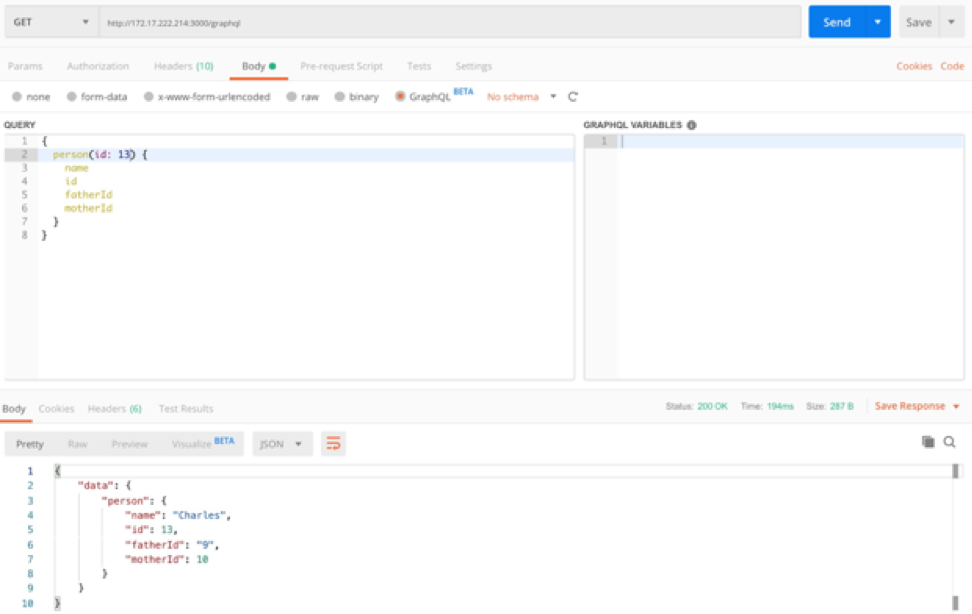 GET http://172.17.222.214:3000/graphql Send Save
Params Authorization Headers (10) Body Pre-request Script Tests Settings Cookies Code
none form-data x-www-form-urlencoded raw binary GraphQL BETA No schema
QUERY
1 {
2 person(id: 13) {
3 name
4 id
5 fatherId
6 motherId
7 }
8 }
GRAPHQL VARIABLES
1
Body Cookies Headers (6) Test Results Status: 200 OK Time: 194ms Size: 287 B Save Response
Pretty Raw Preview Visualize BETA JSON
1 {
2 "data": {
3 "person": {
4 "name": "Charles",
5 "id": 13,
6 "fatherId": "9",
7 "motherId": 10
8 }
9 }
10 }